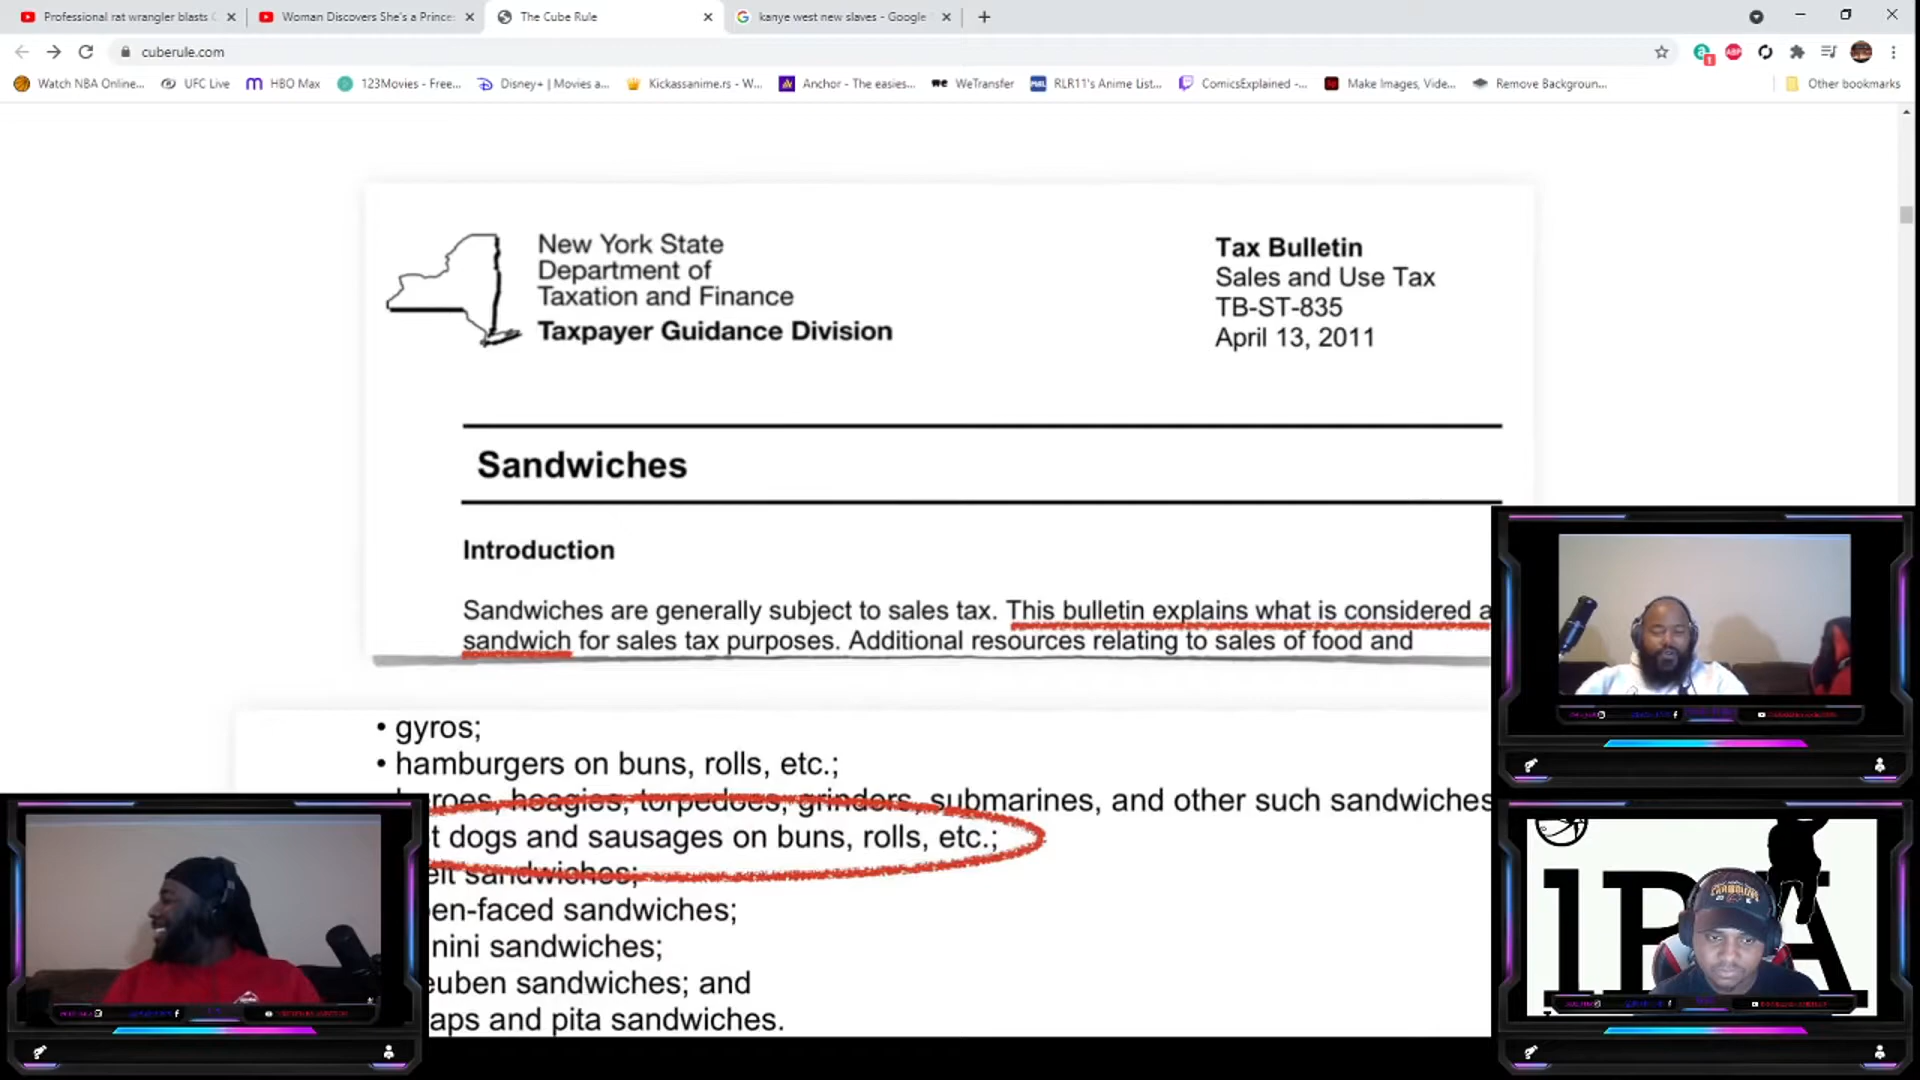 Professional rat wrangler blasts
Woman Discovers She's a Prince
The Cube Rule
kanye west new slaves - Google
cuberule.com
Watch NBA Online...
UFC Live
HBO Max
123Movies - Free...
Disney+ | Movies a...
Kickassanime.rs - W...
Anchor - The easies...
WeTransfer
RLR11's Anime List...
ComicsExplained -...
Make Images, Vide...
Remove Backgroun...
Other bookmarks
New York State
Department of
Taxation and Finance
Taxpayer Guidance Division
Tax Bulletin
Sales and Use Tax
TB-ST-835
April 13, 2011
Sandwiches
Introduction
Sandwiches are generally subject to sales tax. This bulletin explains what is considered a
sandwich for sales tax purposes. Additional resources relating to sales of food and
• gyros;
• hamburgers on buns, rolls, etc.;
eroes, hoagies, torpedoes, grinders, submarines, and other such sandwiches
t dogs and sausages on buns, rolls, etc.;
elt sandwiches;
en-faced sandwiches;
nini sandwiches;
euben sandwiches; and
aps and pita sandwiches.